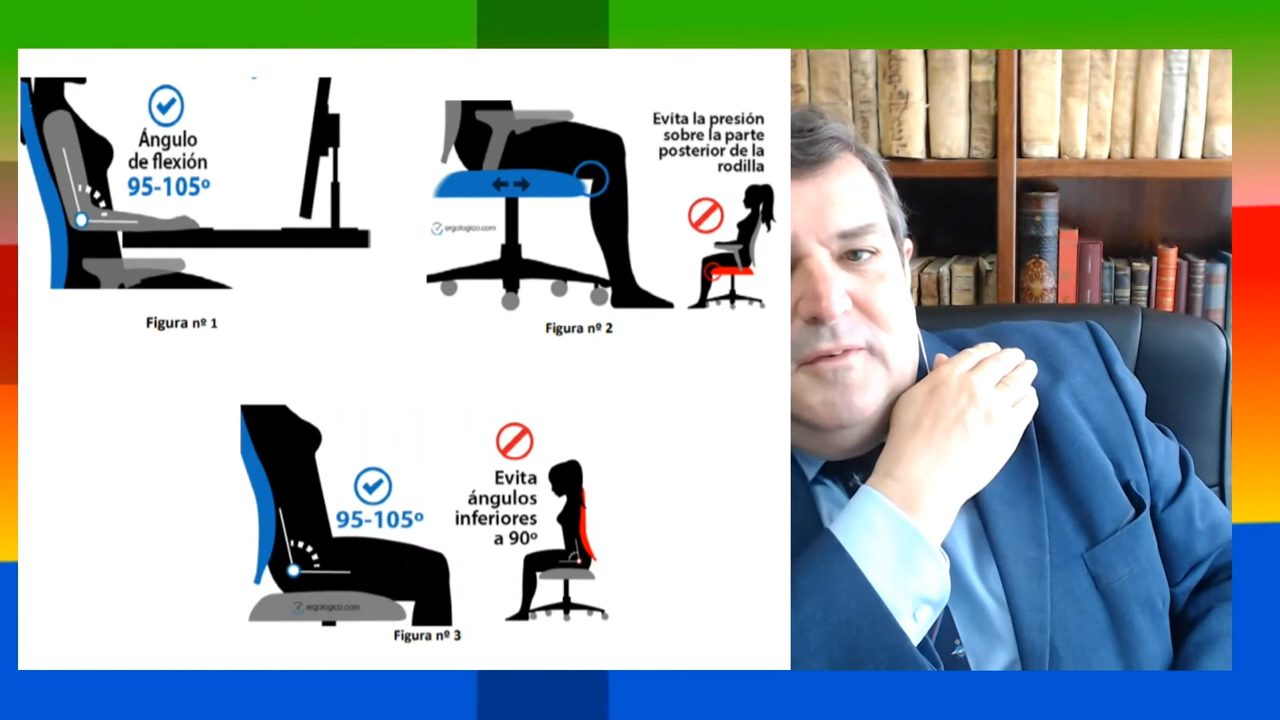 Ángulo
de flexión
95-105º
Figura nº 1
Evita la presión
sobre la parte
posterior de la
rodilla
ergologico.com
Figura nº 2
95-105º
Evita
ángulos
inferiores
a 90º
ergologico.com
Figura nº 3